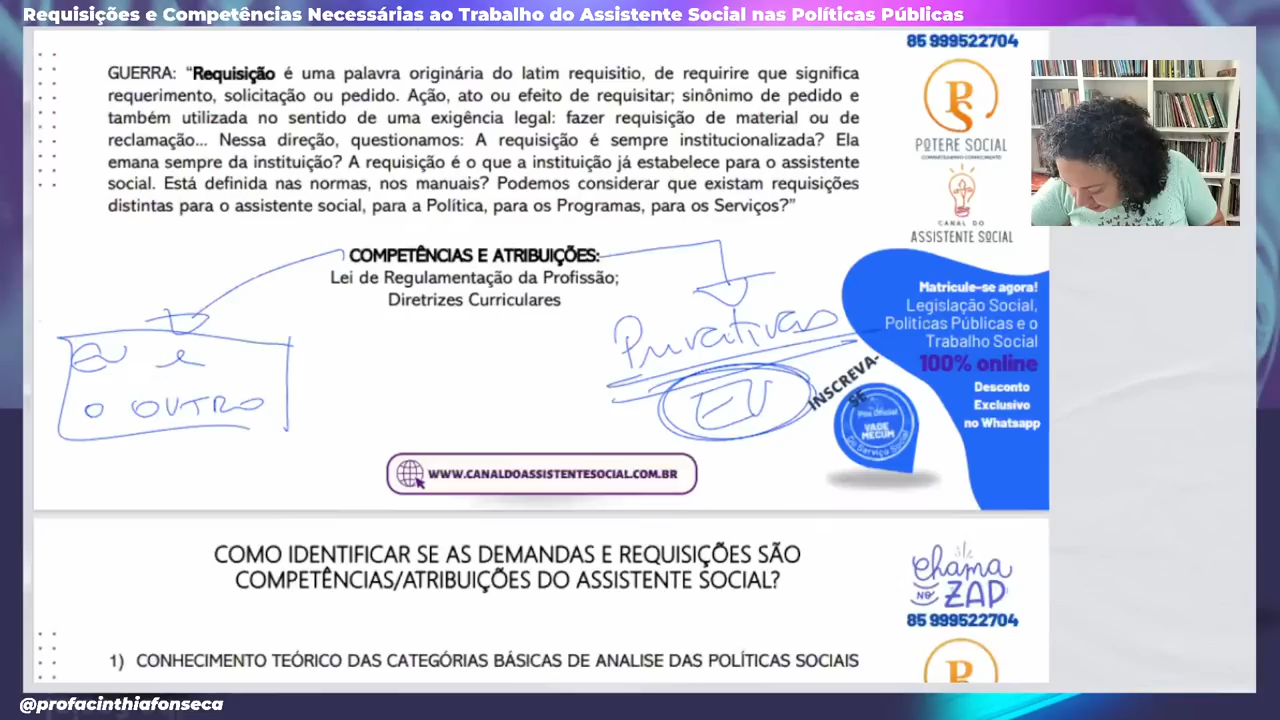 Requisições e Competências Necessárias ao Trabalho do Assistente Social nas Políticas Públicas
85 999522704
GUERRA: “Requisição é uma palavra originária do latim requisitio, de requirire que significa
requerimento, solicitação ou pedido. Ação, ato ou efeito de requisitar; sinônimo de pedido e
também utilizada no sentido de uma exigência legal: fazer requisição de material ou de
reclamação... Nessa direção, questionamos: A requisição é sempre institucionalizada? Ela
emana sempre da instituição? A requisição é o que a instituição já estabelece para o assistente
social. Está definida nas normas, nos manuais? Podemos considerar que existam requisições
distintas para o assistente social, para a Política, para os Programas, para os Serviços?”
PS
POTERE SOCIAL
COMPARTILHANDO CONHECIMENTO
CANAL DO
ASSISTENTE SOCIAL
COMPETÊNCIAS E ATRIBUIÇÕES:
Lei de Regulamentação da Profissão;
Diretrizes Curriculares
Privativas
EU
e
o OUTRO
Matricule-se agora!
Legislação Social,
Políticas Públicas e o
Trabalho Social
100% online
Desconto
Exclusivo
no Whatsapp
INSCREVA-
SE
Pós Oficial
VADE
MECUM
Do Serviço Social
WWW.CANALDOASSISTENTESOCIAL.COM.BR
COMO IDENTIFICAR SE AS DEMANDAS E REQUISIÇÕES SÃO
COMPETÊNCIAS/ATRIBUIÇÕES DO ASSISTENTE SOCIAL?
chama
NO ZAP
85 999522704
1) CONHECIMENTO TEÓRICO DAS CATEGÓRIAS BÁSICAS DE ANALISE DAS POLÍTICAS SOCIAIS
@profacinthiafonseca